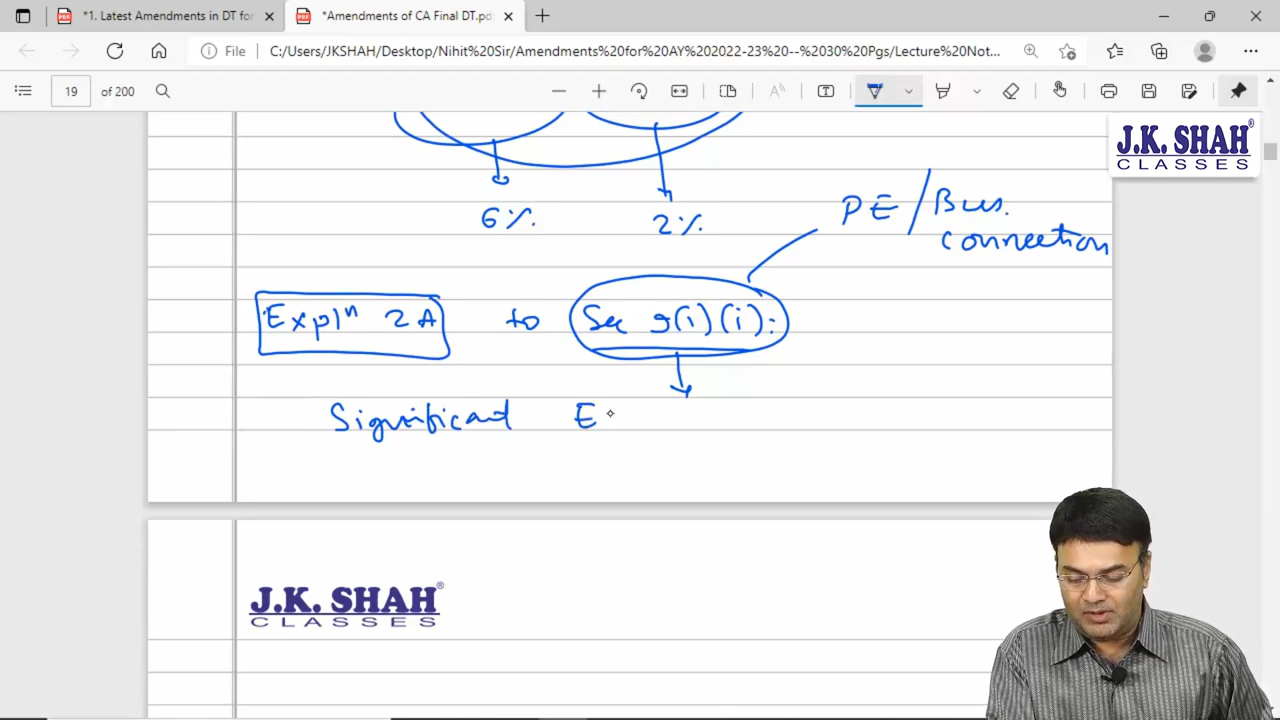 *1. Latest Amendments in DT for
*Amendments of CA Final DT.pdf
File
C:/Users/JKSHAH/Desktop/Nihit%20Sir/Amendments%20for%20AY%202022-23%20--%2030%20Pgs/Lecture%20Not...
19 of 200
J.K. SHAH®
CLASSES
PE/Bus.
connection
6%. 2%.
Explⁿ 2A to Sec 9(i)(i):
Significant E
J.K. SHAH®
CLASSES